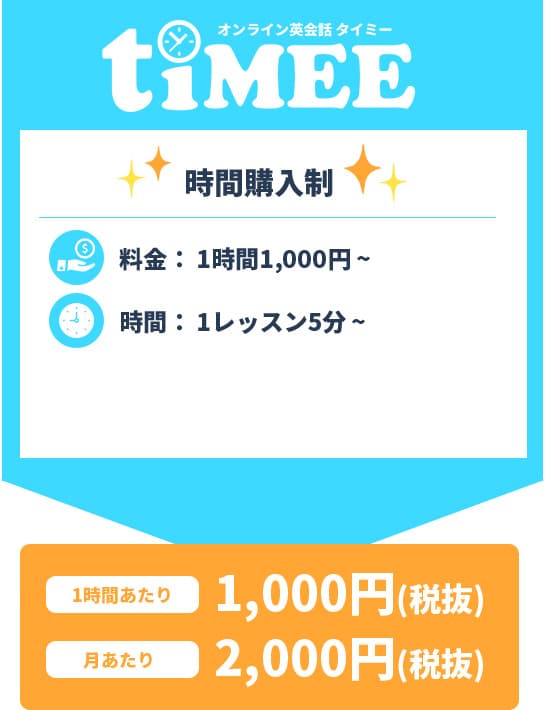 オンライン英会話 タイミー
tiMEE
時間購入制
$
料金： 1時間1,000円 ~
時間： 1レッスン5分 ~
1時間あたり 1,000円(税抜)
月あたり 2,000円(税抜)